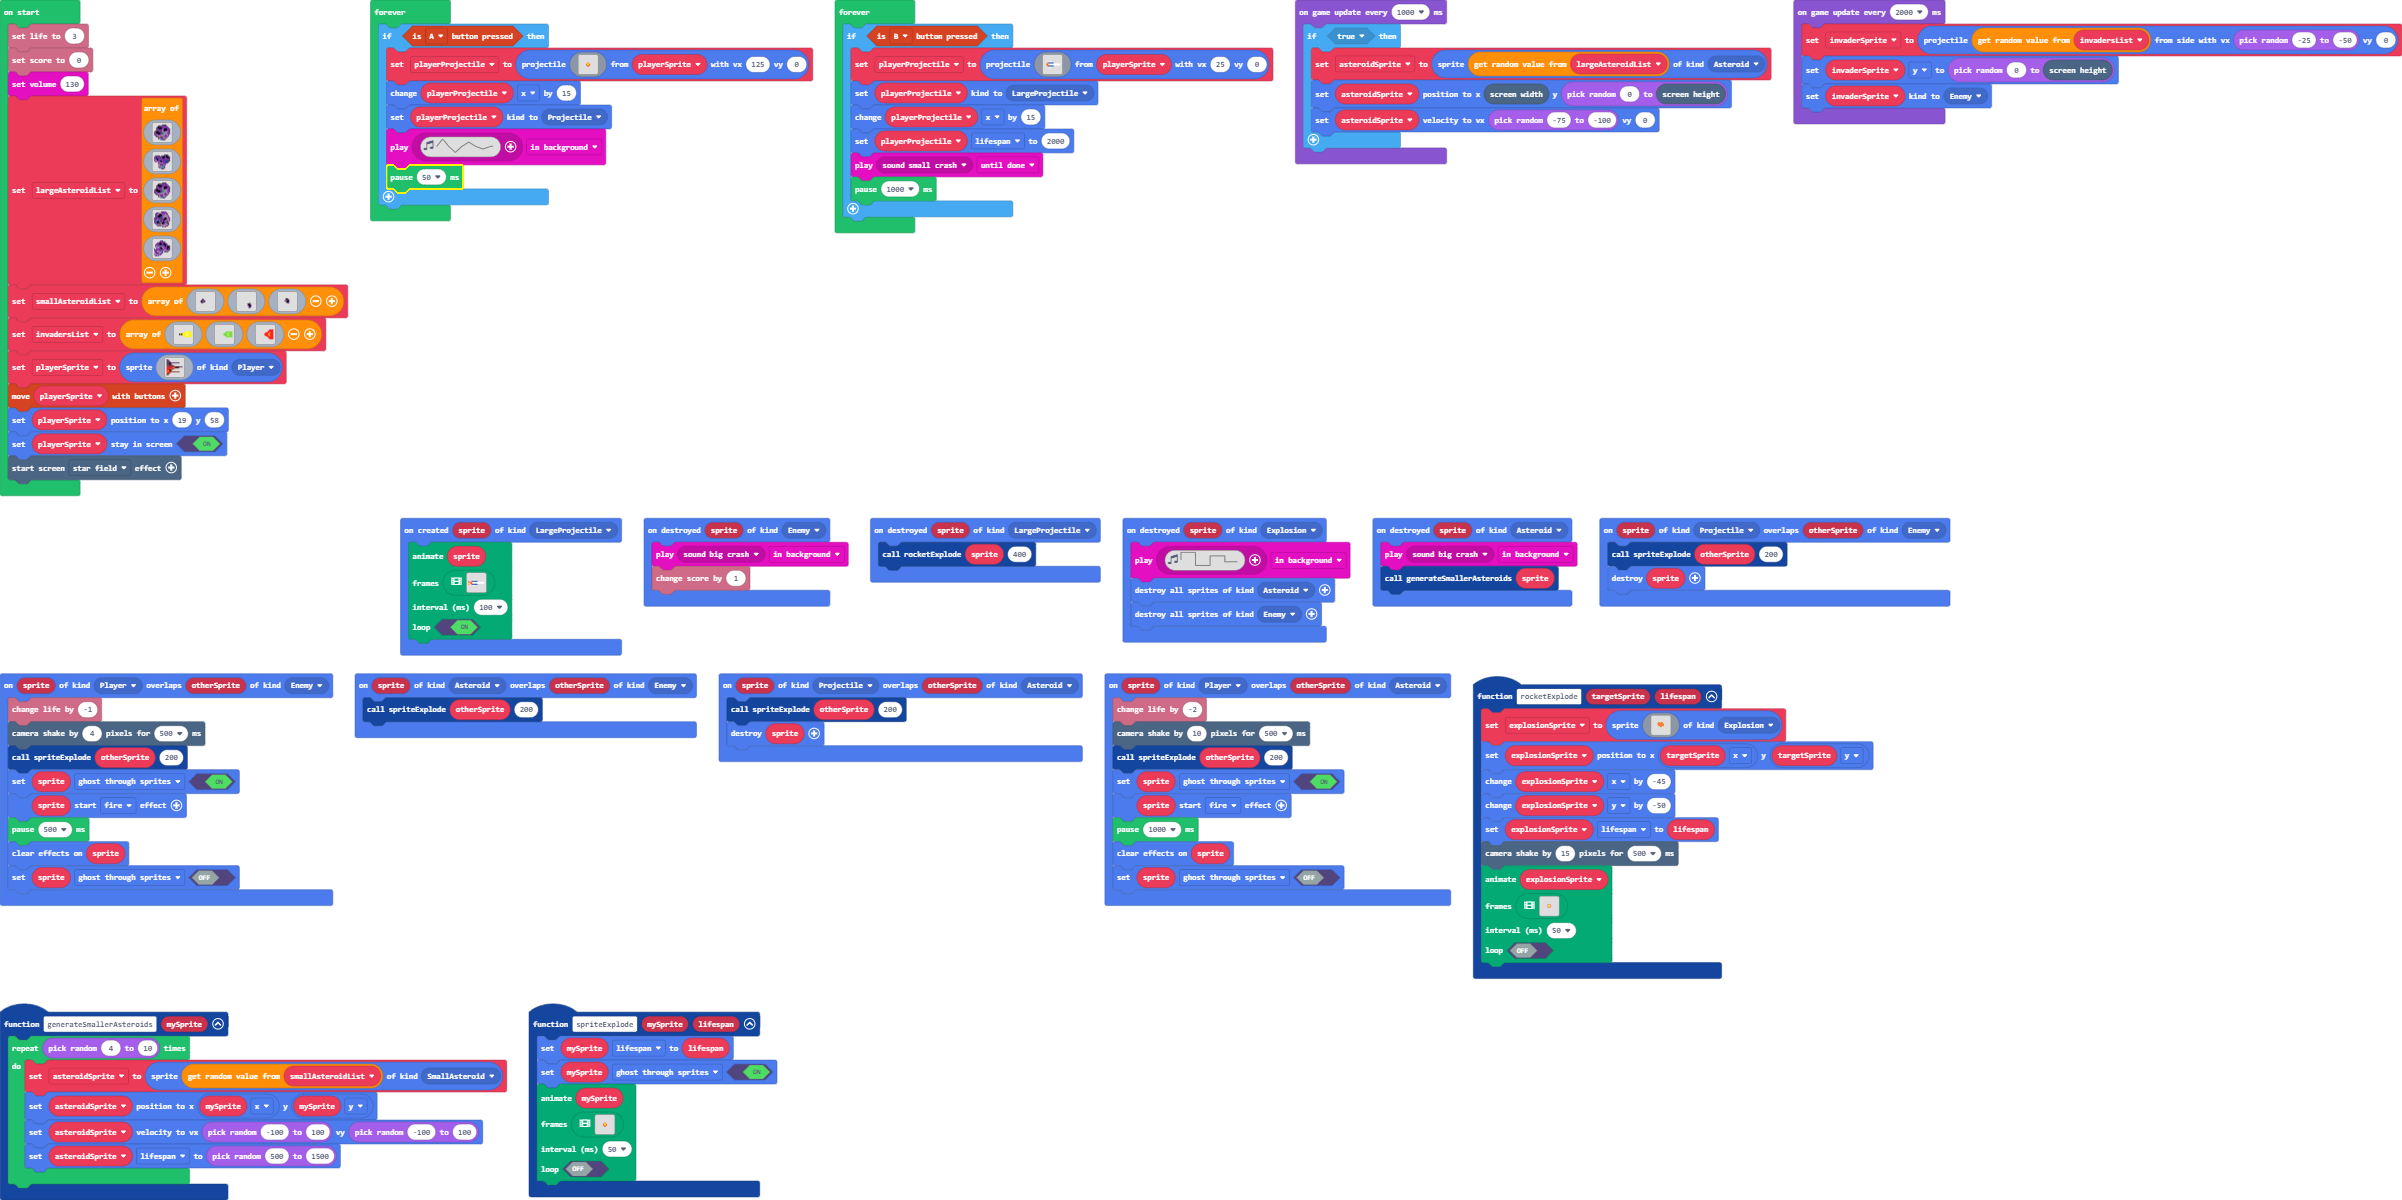 on start
set life to 3
set score to 0
set volume 130
set largeAsteroidList to array of
set smallAsteroidList to array of
set invadersList to array of
set playerSprite to sprite of kind Player
move playerSprite with buttons
set playerSprite position to x 19 y 58
set playerSprite stay in screen ON
start screen star field effect
forever
if is A button pressed then
set playerProjectile to projectile from playerSprite with vx 125 vy 0
change playerProjectile x by 15
set playerProjectile kind to Projectile
play in background
pause 50 ms
forever
if is B button pressed then
set playerProjectile to projectile from playerSprite with vx 25 vy 0
set playerProjectile kind to LargeProjectile
change playerProjectile x by 15
set playerProjectile lifespan to 2000
play sound small crash until done
pause 1000 ms
on game update every 1000 ms
if true then
set asteroidSprite to sprite get random value from largeAsteroidList of kind Asteroid
set asteroidSprite position to x screen width y pick random 0 to screen height
set asteroidSprite velocity to vx pick random -75 to -100 vy 0
on game update every 2000 ms
set invaderSprite to projectile get random value from invadersList from side with vx pick random -25 to -50 vy 0
set invaderSprite y to pick random 0 to screen height
set invaderSprite kind to Enemy
on created sprite of kind LargeProjectile
animate sprite
frames
interval (ms) 100
loop ON
on destroyed sprite of kind Enemy
play sound big crash in background
change score by 1
on destroyed sprite of kind LargeProjectile
call rocketExplode sprite 400
on destroyed sprite of kind Explosion
play in background
destroy all sprites of kind Asteroid
destroy all sprites of kind Enemy
on destroyed sprite of kind Asteroid
play sound big crash in background
call generateSmallerAsteroids sprite
on sprite of kind Projectile overlaps otherSprite of kind Enemy
call spriteExplode otherSprite 200
destroy sprite
on sprite of kind Player overlaps otherSprite of kind Enemy
change life by -1
camera shake by 4 pixels for 500 ms
call spriteExplode otherSprite 200
set sprite ghost through sprites ON
sprite start fire effect
pause 500 ms
clear effects on sprite
set sprite ghost through sprites OFF
on sprite of kind Asteroid overlaps otherSprite of kind Enemy
call spriteExplode otherSprite 200
on sprite of kind Projectile overlaps otherSprite of kind Asteroid
call spriteExplode otherSprite 200
destroy sprite
on sprite of kind Player overlaps otherSprite of kind Asteroid
change life by -2
camera shake by 10 pixels for 500 ms
call spriteExplode otherSprite 200
set sprite ghost through sprites ON
sprite start fire effect
pause 1000 ms
clear effects on sprite
set sprite ghost through sprites OFF
function rocketExplode targetSprite lifespan
set explosionSprite to sprite of kind Explosion
set explosionSprite position to x targetSprite x y targetSprite y
change explosionSprite x by -45
change explosionSprite y by -50
set explosionSprite lifespan to lifespan
camera shake by 15 pixels for 500 ms
animate explosionSprite
frames
interval (ms) 50
loop OFF
function generateSmallerAsteroids mySprite
repeat pick random 4 to 10 times
do
set asteroidSprite to sprite get random value from smallAsteroidList of kind SmallAsteroid
set asteroidSprite position to x mySprite x y mySprite y
set asteroidSprite velocity to vx pick random -100 to 100 vy pick random -100 to 100
set asteroidSprite lifespan to pick random 500 to 1500
function spriteExplode mySprite lifespan
set mySprite lifespan to lifespan
set mySprite ghost through sprites ON
animate mySprite
frames
interval (ms) 50
loop OFF